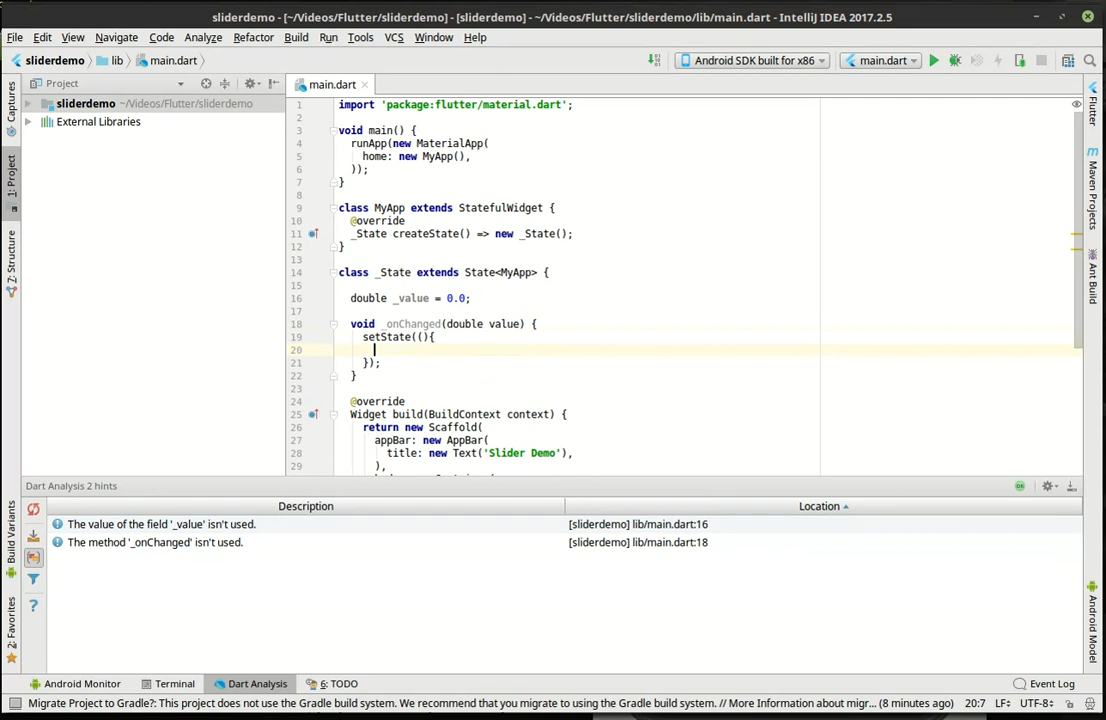 sliderdemo - [~/Videos/Flutter/sliderdemo] - [sliderdemo] - ~/Videos/Flutter/sliderdemo/lib/main.dart - IntelliJ IDEA 2017.2.5
File Edit View Navigate Code Analyze Refactor Build Run Tools VCS Window Help
sliderdemo lib main.dart Android SDK built for x86 main.dart
Project
main.dart
sliderdemo ~/Videos/Flutter/sliderdemo
External Libraries
Captures
1: Project
7: Structure
Build Variants
2: Favorites
1 import 'package:flutter/material.dart';
2
3 void main() {
4 runApp(new MaterialApp(
5 home: new MyApp(),
6 ));
7 }
8
9 class MyApp extends StatefulWidget {
10 @override
11 _State createState() => new _State();
12 }
13
14 class _State extends State<MyApp> {
15
16 double _value = 0.0;
17
18 void _onChanged(double value) {
19 setState((){
20
21 });
22 }
23
24 @override
25 Widget build(BuildContext context) {
26 return new Scaffold(
27 appBar: new AppBar(
28 title: new Text('Slider Demo'),
29 ),
Flutter
Maven Projects
Ant Build
Android Model
Dart Analysis 2 hints
Description Location
The value of the field '_value' isn't used. [sliderdemo] lib/main.dart:16
The method '_onChanged' isn't used. [sliderdemo] lib/main.dart:18
Android Monitor Terminal Dart Analysis 6: TODO Event Log
Migrate Project to Gradle?: This project does not use the Gradle build system. We recommend that you migrate to using the Gradle build system. // More Information about migr... (8 minutes ago) 20:7 LF UTF-8